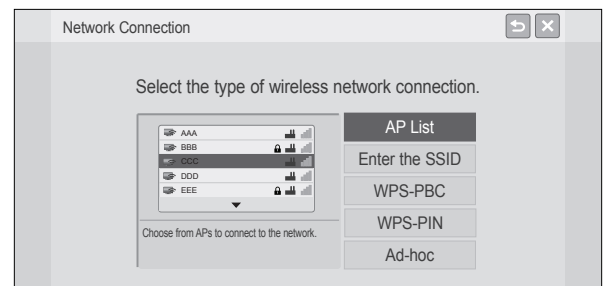 Network Connection
Select the type of wireless network connection.
AAA
BBB
CCC
DDD
EEE
Choose from APs to connect to the network.
AP List
Enter the SSID
WPS-PBC
WPS-PIN
Ad-hoc